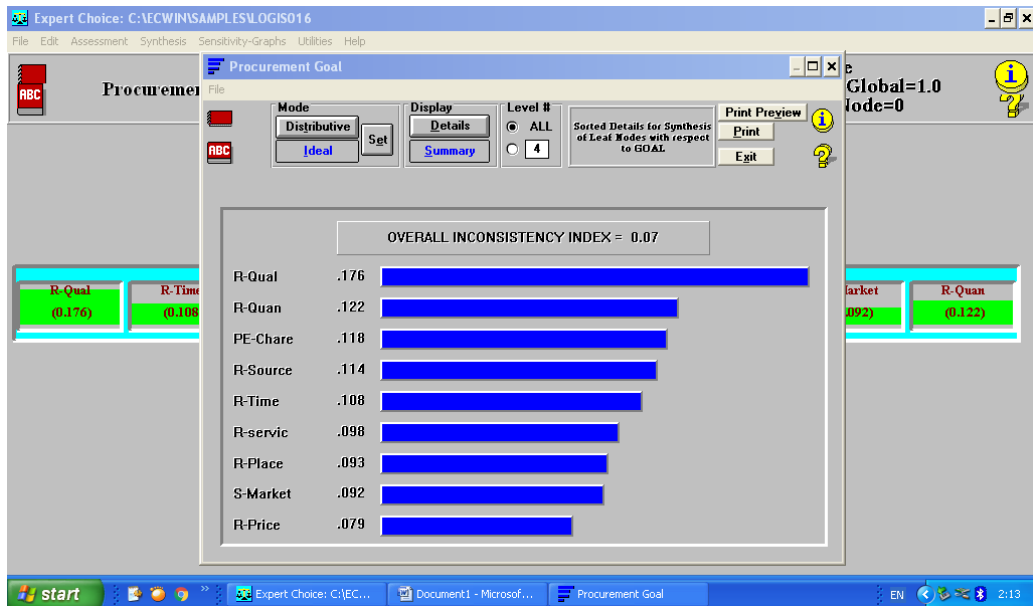 Expert Choice: C:\ECWIN\SAMPLES\LOGIS016
File Edit Assessment Synthesis Sensitivity-Graphs Utilities Help
ABC
Procuremen
Global=1.0
Node=0
Procurement Goal
File
ABC
Mode
Distributive
Ideal
Set
Display
Details
Summary
Level #
ALL
4
Sorted Details for Synthesis
of Leaf Nodes with respect
to GOAL
Print Preview
Print
Exit
OVERALL INCONSISTENCY INDEX = 0.07
R-Qual .176
R-Quan .122
PE-Chare .118
R-Source .114
R-Time .108
R-servic .098
R-Place .093
S-Market .092
R-Price .079
R-Qual
(0.176)
R-Time
(0.108
arket
.092)
R-Quan
(0.122)
start
Expert Choice: C:\EC...
Document1 - Microsof...
Procurement Goal
EN
2:13